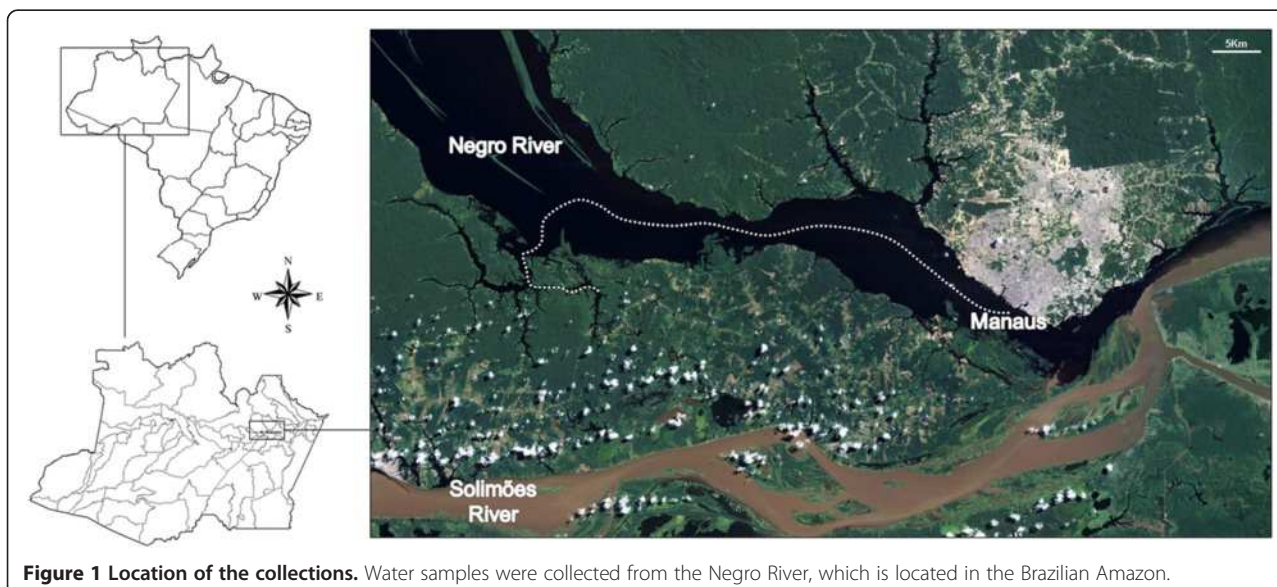 N
W E
S
5Km
Negro River
Manaus
Solimões
River
Figure 1 Location of the collections. Water samples were collected from the Negro River, which is located in the Brazilian Amazon.